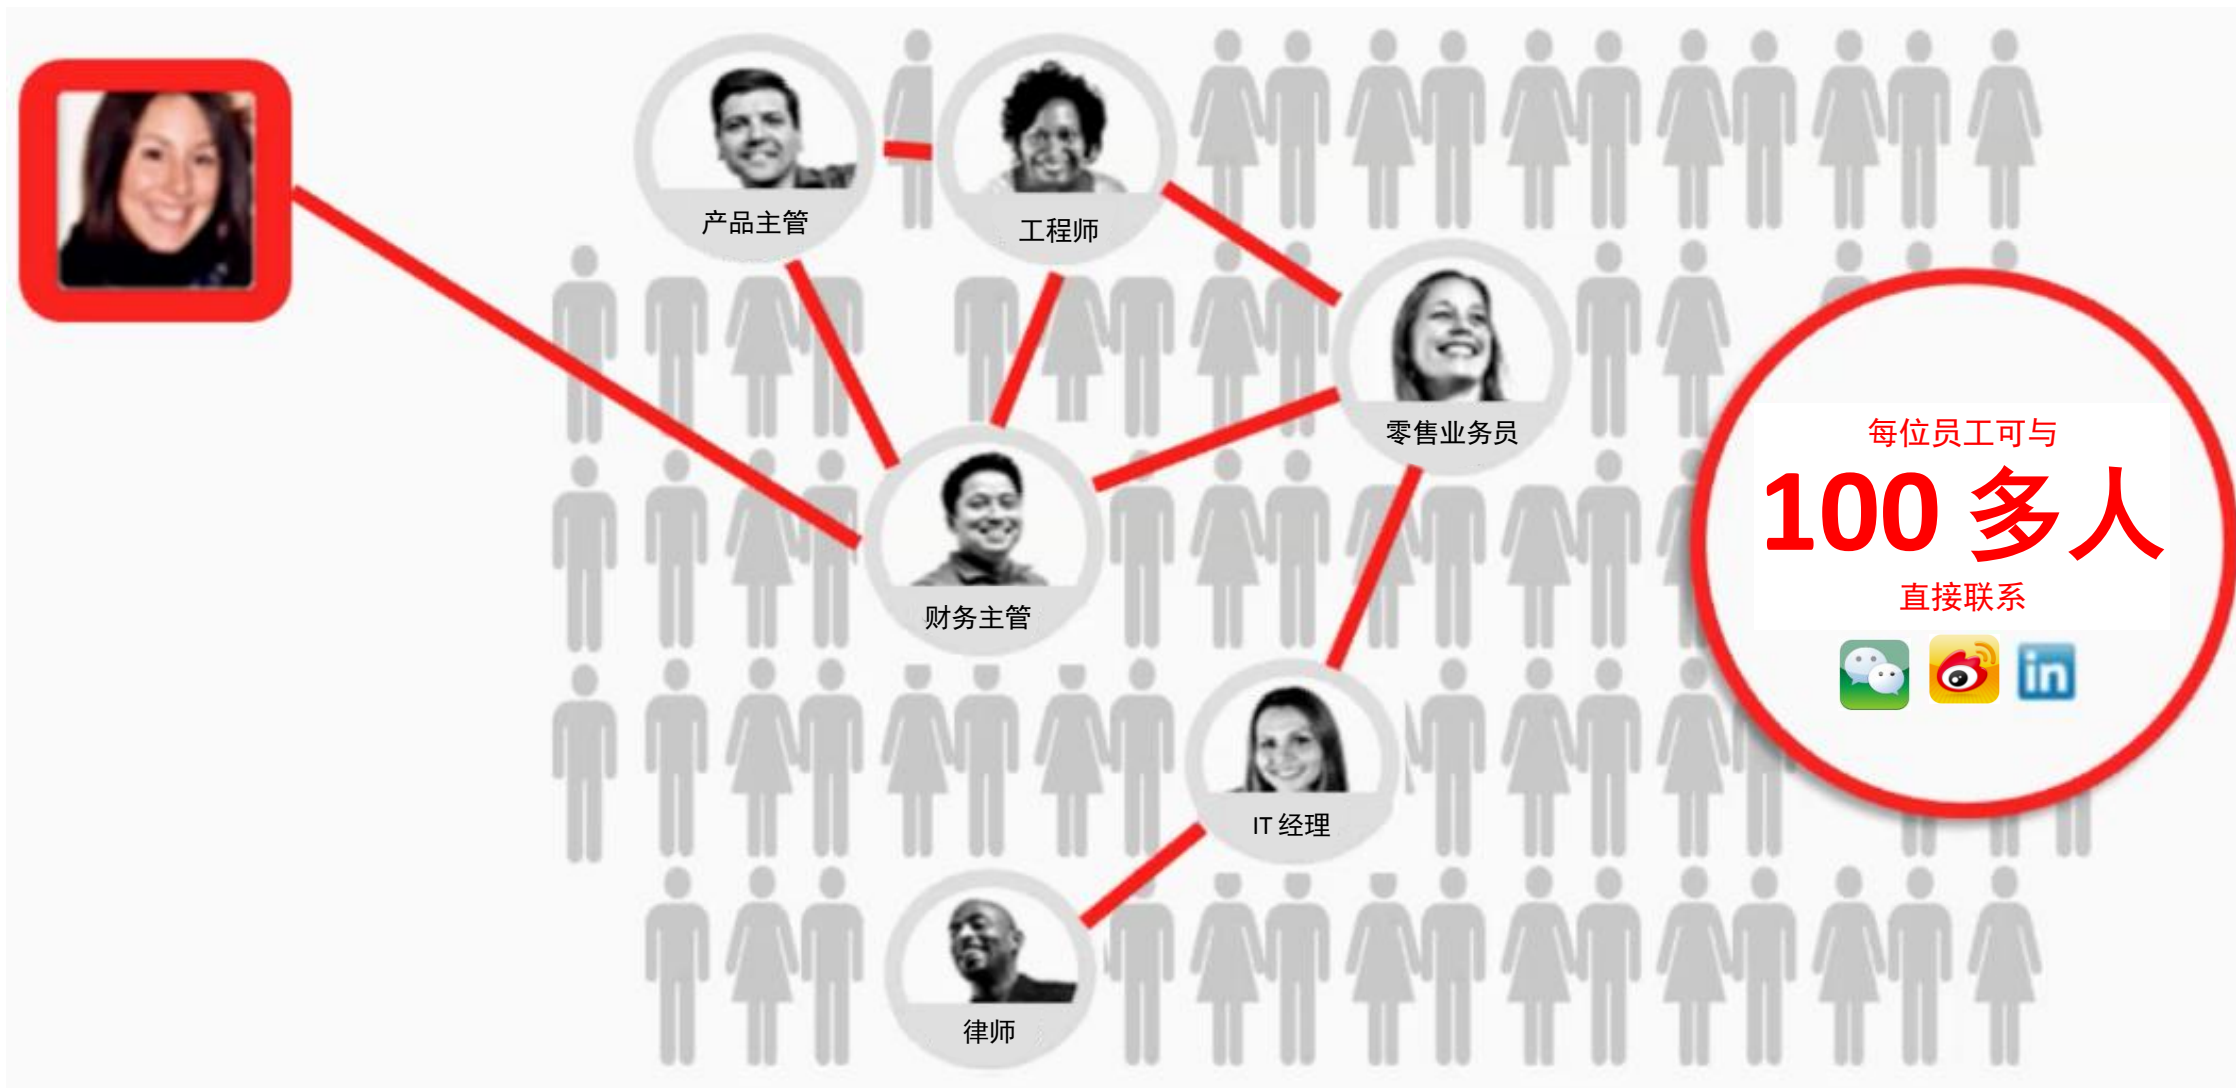 产品主管
工程师
零售业务员
财务主管
IT 经理
律师
每位员工可与
100 多人
直接联系
in